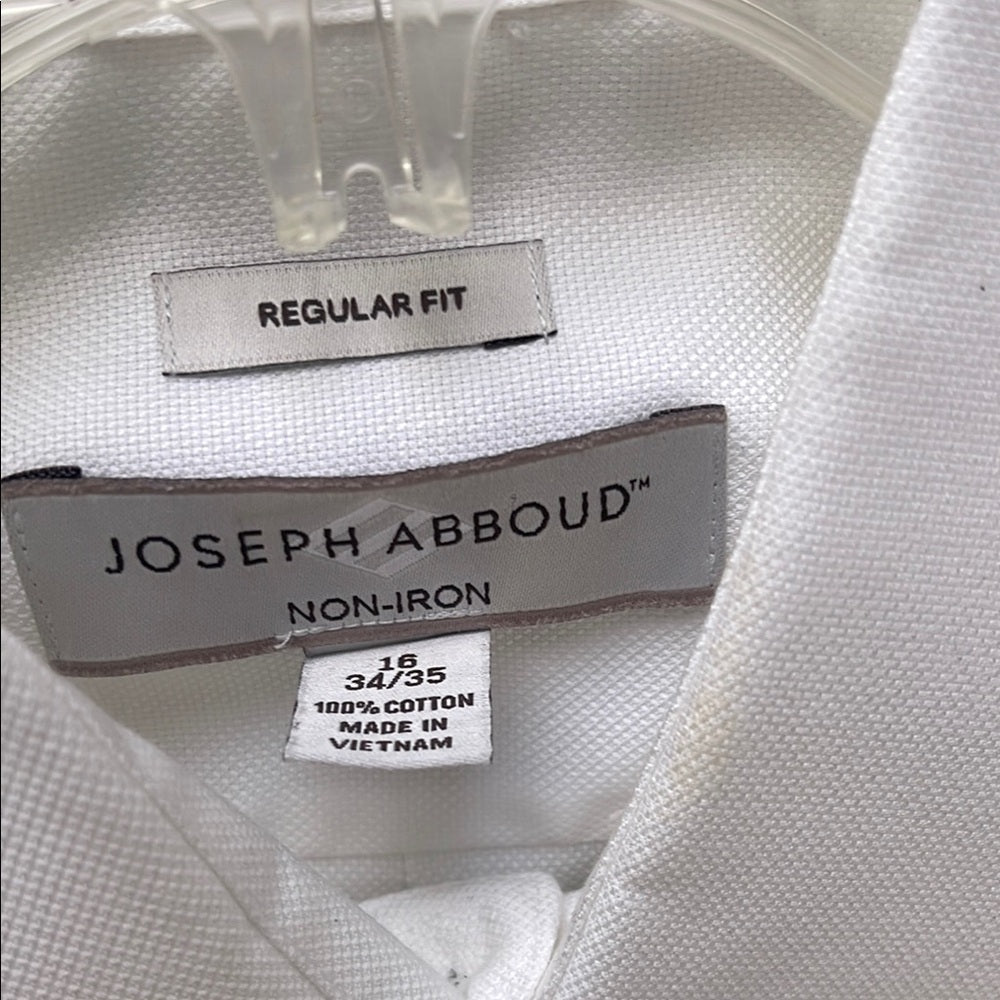 REGULAR FIT
JOSEPH ABBOUD™
NON-IRON
16
34/35
100% COTTON
MADE IN
VIETNAM